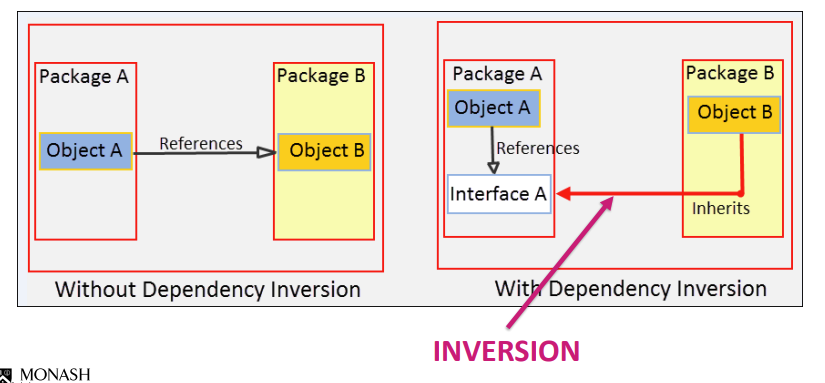 Package A
Package B
Object A
References
Object B
Without Dependency Inversion
Package A
Package B
Object A
Object B
References
Interface A
Inherits
With Dependency Inversion
INVERSION
MONASH